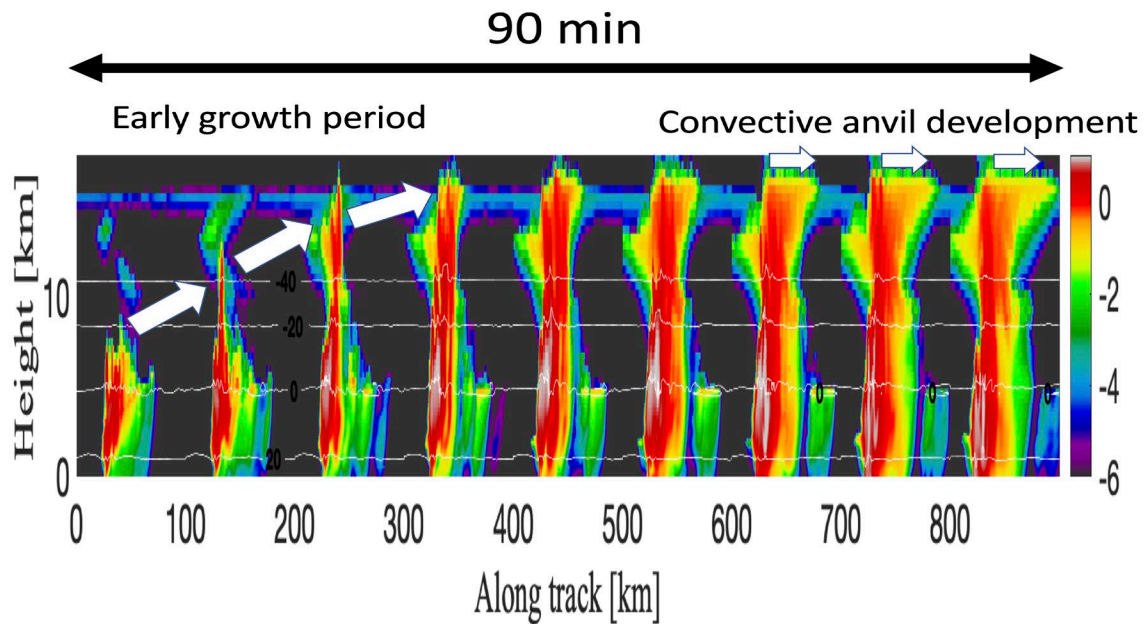 90 min
Early growth period
Convective anvil development
Height [km]
10
0
-40
-20
0
20
0
0
0
0
-2
-4
-6
0 100 200 300 400 500 600 700 800
Along track [km]